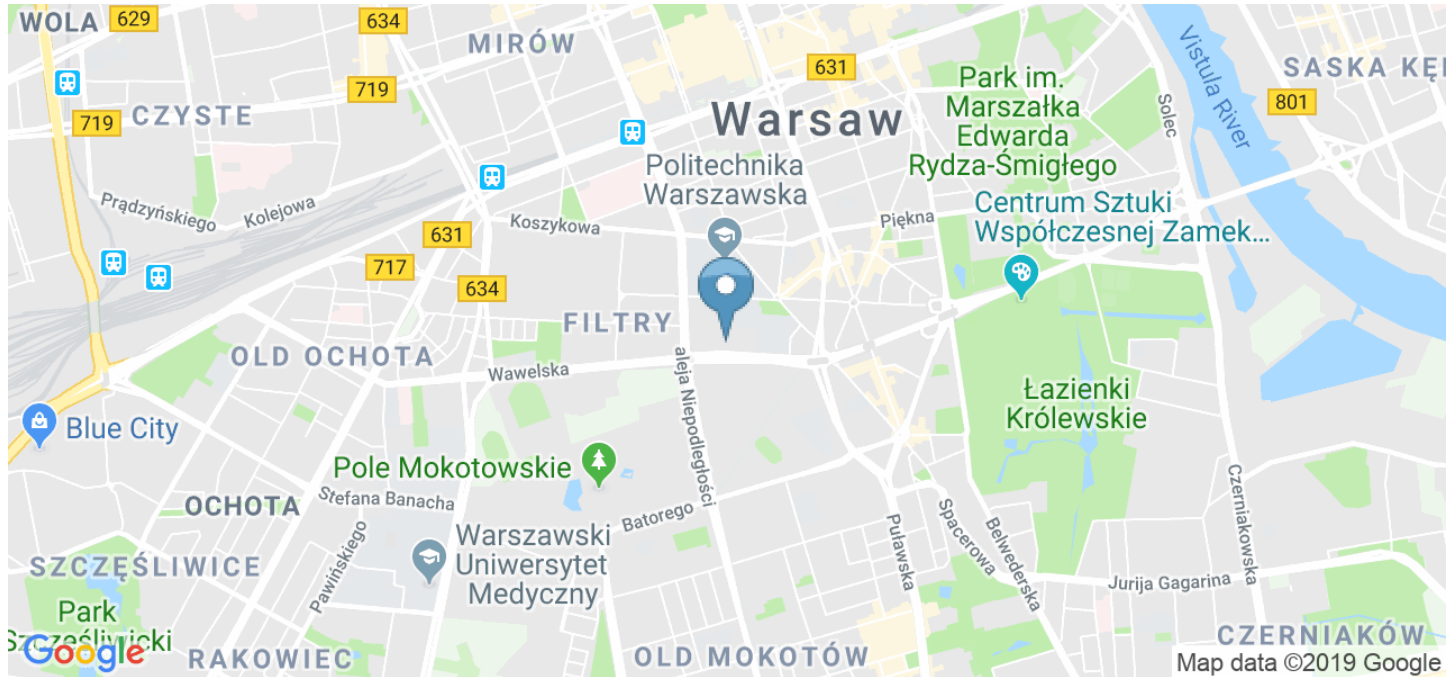 WOLA
629
634
MIRÓW
631
Vistula River
SASKA KĘP
719
801
719
CZYSTE
Warsaw
Park im.
Marszałka
Edwarda
Rydza-Śmigłego
Solec
Politechnika
Warszawska
Prądzyńskiego
Kolejowa
Koszykowa
Piękna
Centrum Sztuki
Współczesnej Zamek...
631
717
634
FILTRY
OLD OCHOTA
Wawelska
aleja Niepodległości
Łazienki
Królewskie
Blue City
Pole Mokotowskie
OCHOTA
Stefana Banacha
Batorego
Czerniakowska
Puławska
Spacerowa
Belwederska
Warszawski
Uniwersytet
Medyczny
SZCZĘŚLIWICE
Pawińskiego
Jurija Gagarina
Park
Szczęśliwicki
Google
RAKOWIEC
OLD MOKOTÓW
CZERNIAKÓW
Map data ©2019 Google